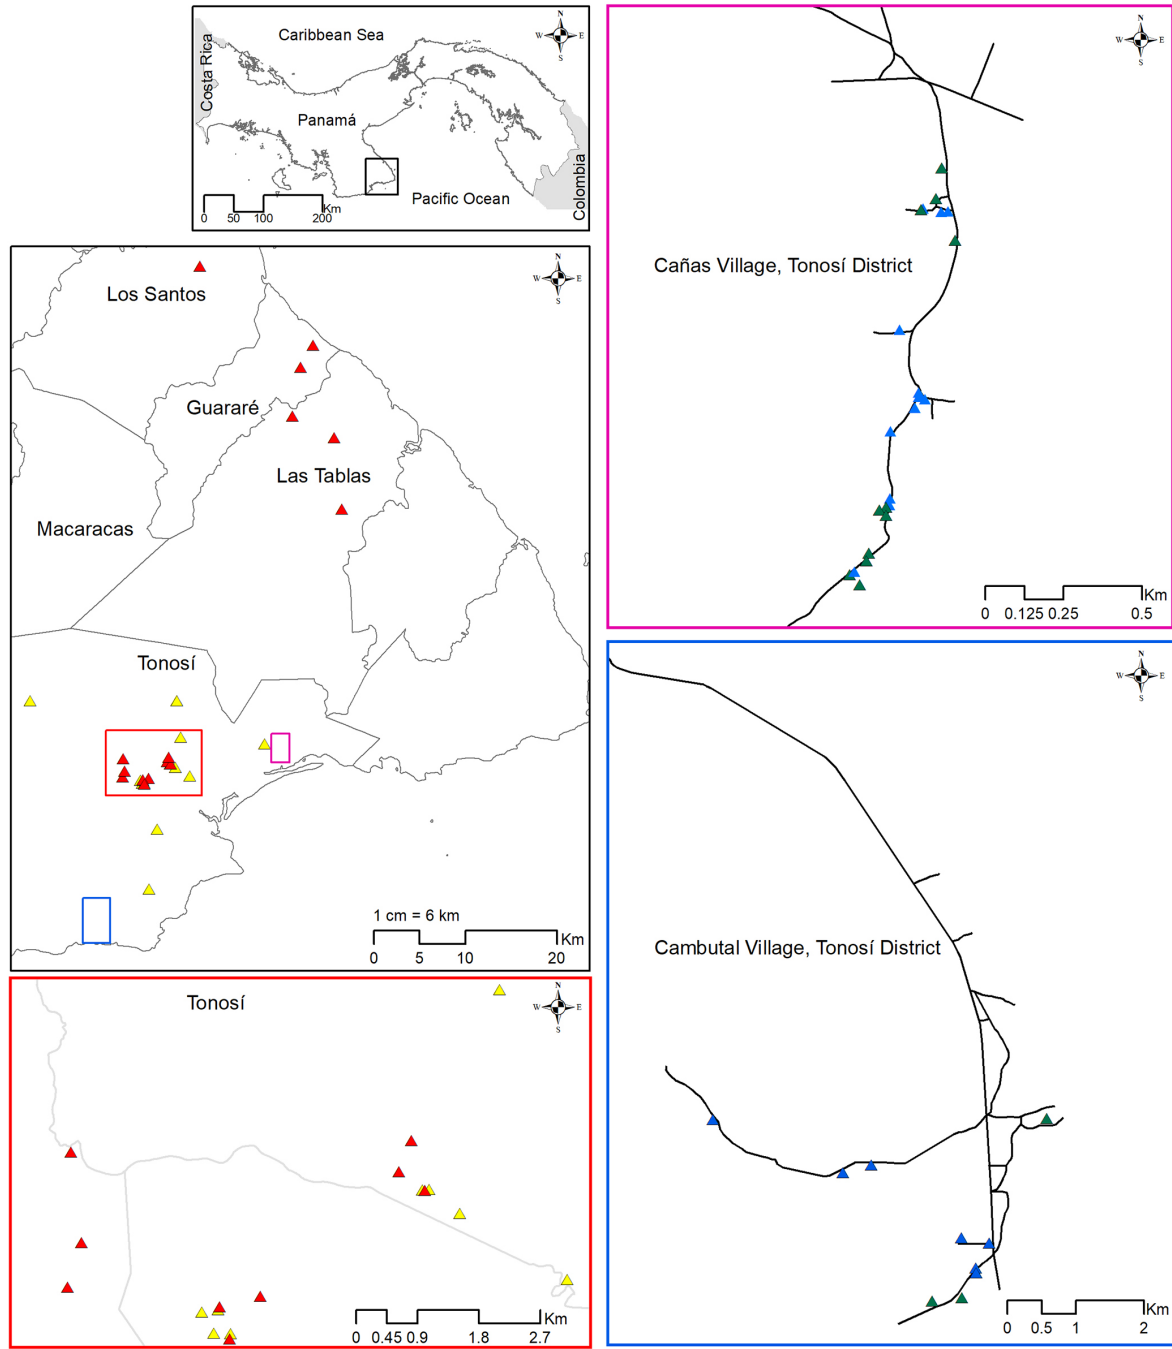 Caribbean Sea
N
W E
S
Costa Rica
Panamá
Colombia
Pacific Ocean
Km
0 50 100 200
N
W E
S
Los Santos
Guararé
Las Tablas
Macaracas
Tonosí
1 cm = 6 km
Km
0 5 10 20
Tonosí
N
W E
S
Km
0 0.45 0.9 1.8 2.7
N
W E
S
Cañas Village, Tonosí District
Km
0 0.125 0.25 0.5
N
W E
S
Cambutal Village, Tonosí District
Km
0 0.5 1 2